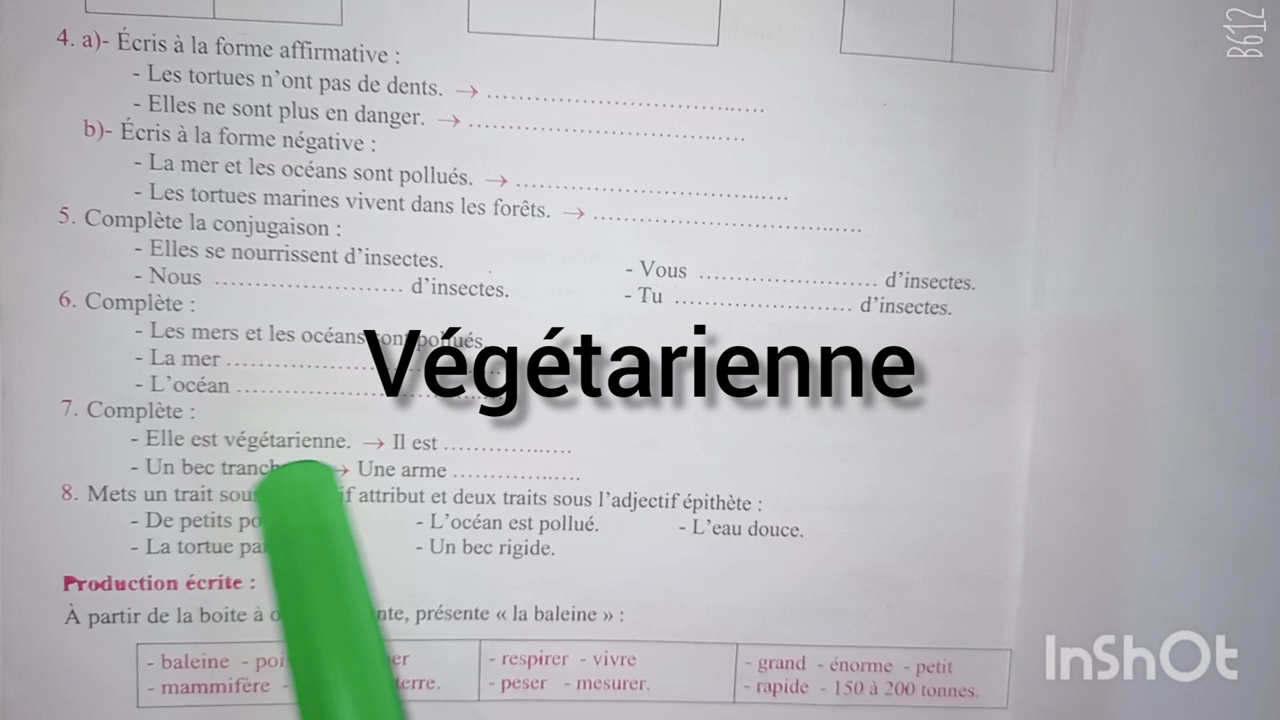 B612
4. a)- Écris à la forme affirmative :
- Les tortues n'ont pas de dents. → ....................................
- Elles ne sont plus en danger. → ....................................
b)- Écris à la forme négative :
- La mer et les océans sont pollués. → ....................................
- Les tortues marines vivent dans les forêts. → ....................................
5. Complète la conjugaison :
- Elles se nourrissent d'insectes.
- Vous ........................ d'insectes.
- Nous ........................ d'insectes.
- Tu ........................ d'insectes.
6. Complète :
- Les mers et les océans sont pollués
- La mer ....................................
- L'océan ....................................
Végétarienne
7. Complète :
- Elle est végétarienne. → Il est ..................
- Un bec → Une arme ..................
8. Mets un trait attribut et deux traits sous l'adjectif épithète :
- De petits - L'océan est pollué. - L'eau douce.
- La tortue - Un bec rigide.
Production écrite :
À partir de la boite à présente « la baleine » :
- baleine - respirer - vivre - grand - énorme - petit
- mammifère - terre. - peser - mesurer. - rapide - 150 à 200 tonnes.
InShOt